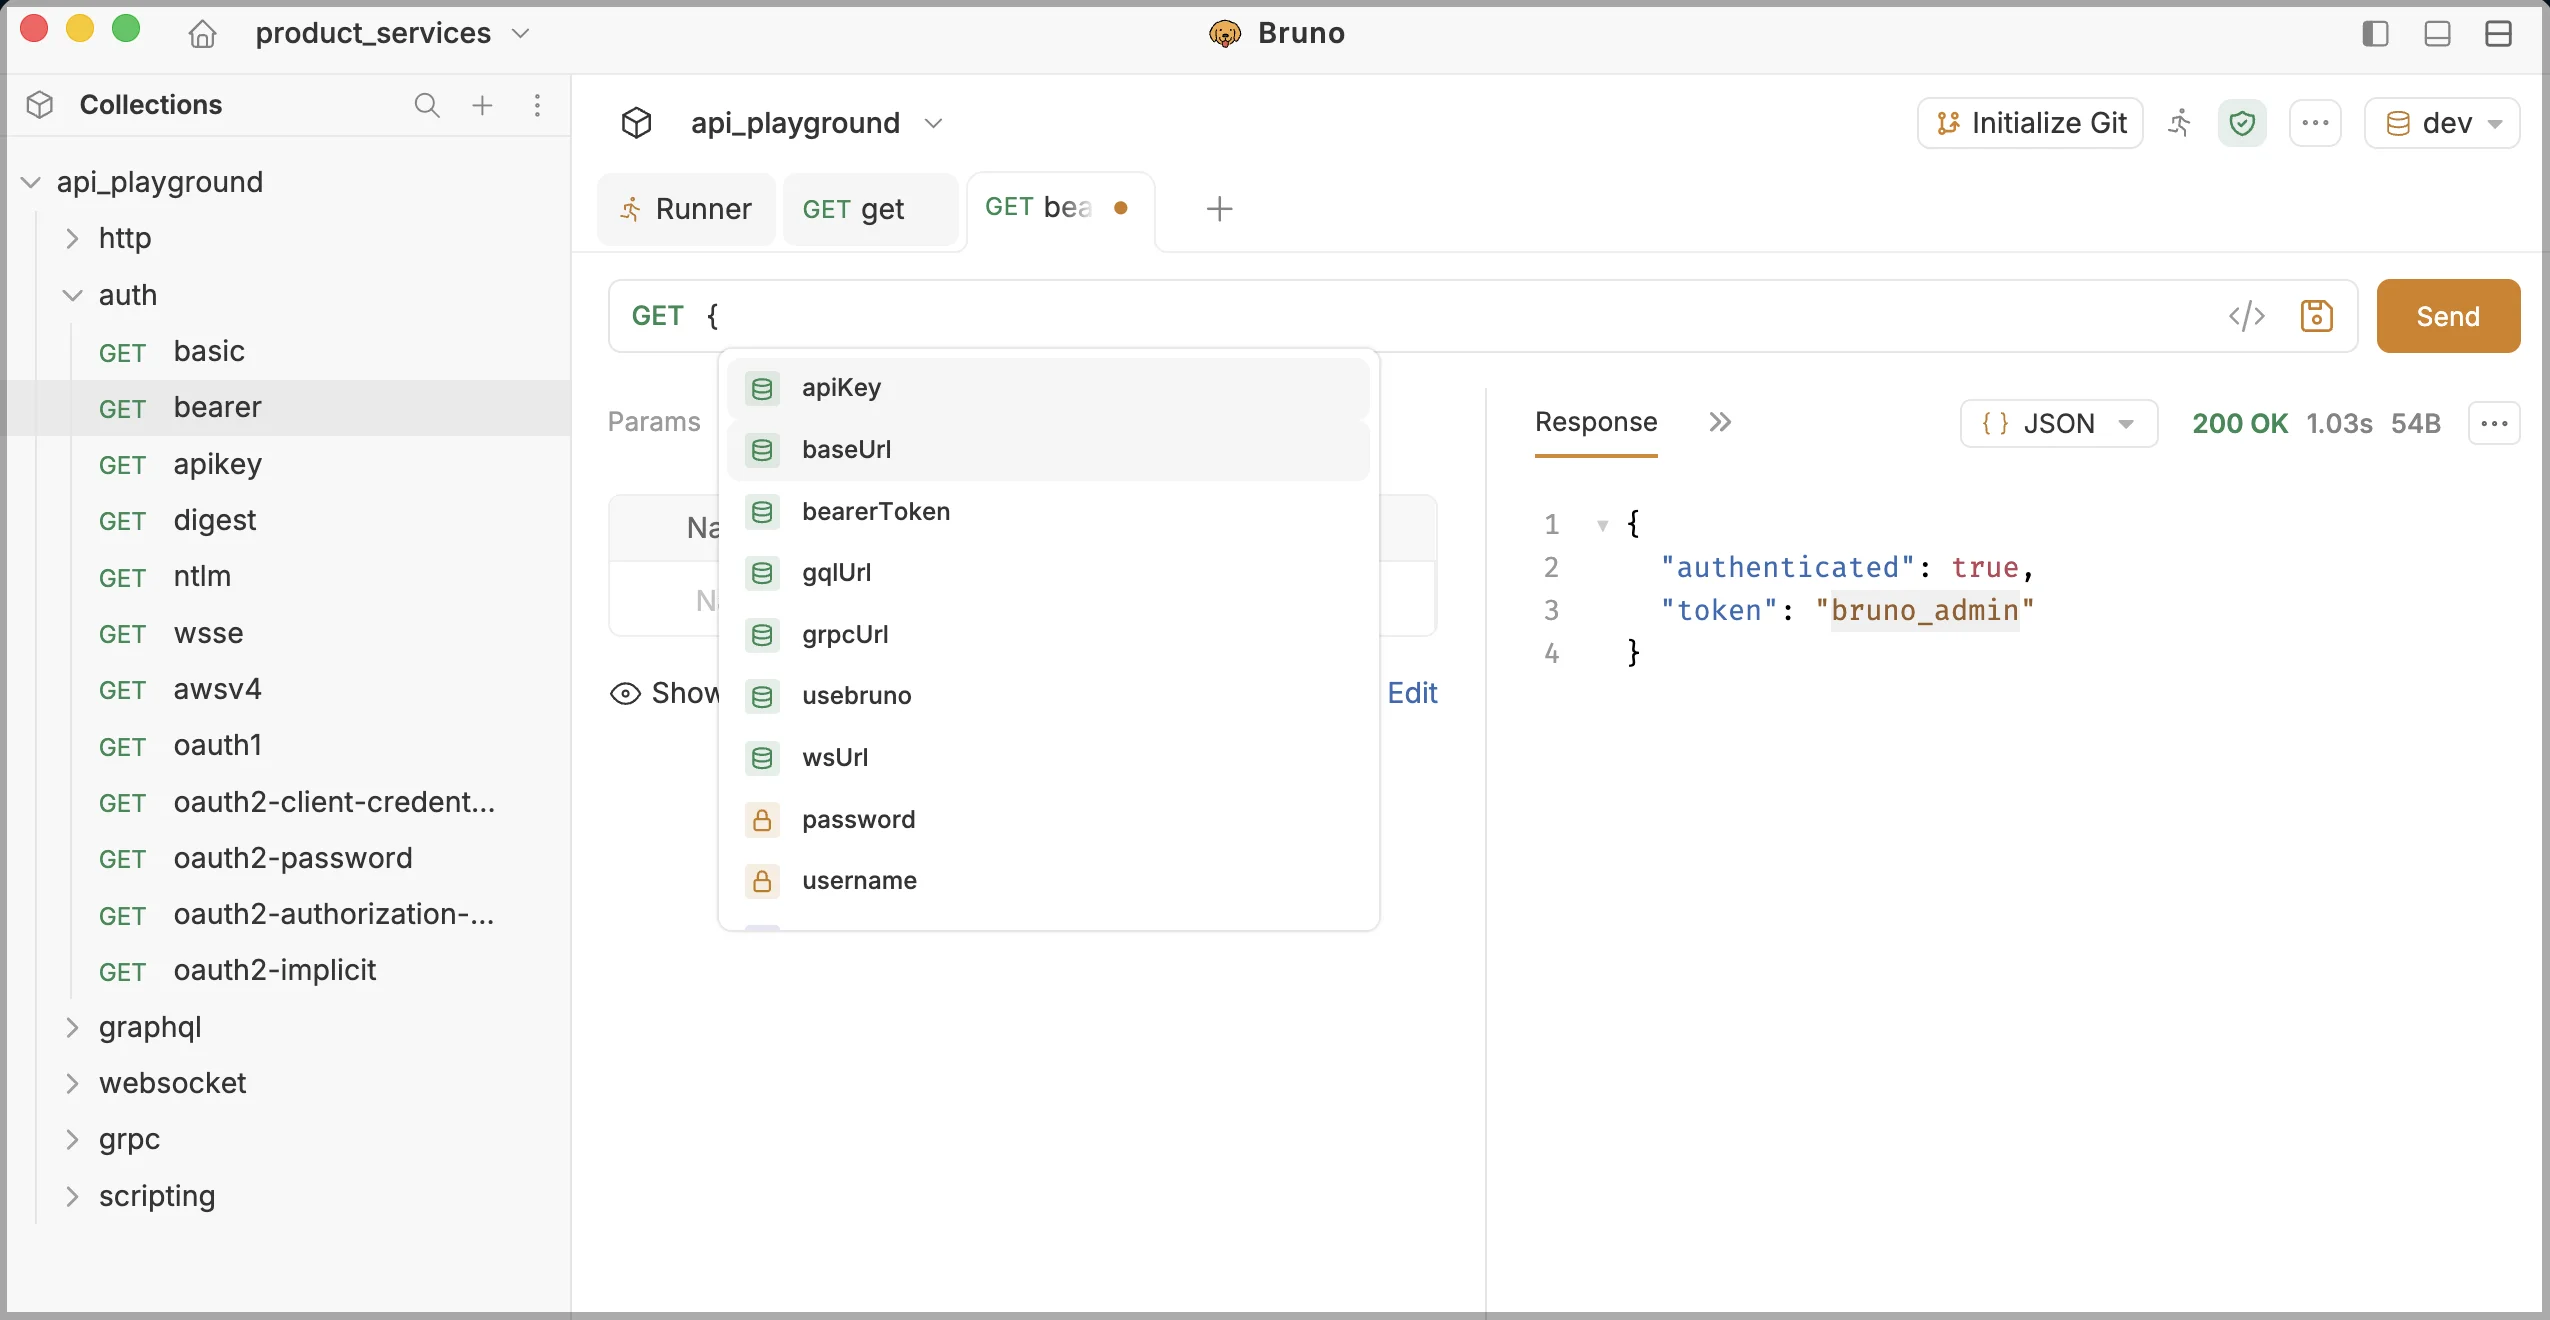 product_services
Bruno
Collections
api_playground
http
auth
GET basic
GET bearer
GET apikey
GET digest
GET ntlm
GET wsse
GET awsv4
GET oauth1
GET oauth2-client-credent...
GET oauth2-password
GET oauth2-authorization-...
GET oauth2-implicit
graphql
websocket
grpc
scripting
api_playground
Initialize Git
dev
Runner
GET get
GET bea
GET {
</>
Send
apiKey
baseUrl
bearerToken
gqlUrl
grpcUrl
usebruno
wsUrl
password
username
Params
Na
Na
Show
Edit
Response
{ } JSON
200 OK 1.03s 54B
1 {
2 "authenticated": true,
3 "token": "bruno_admin"
4 }